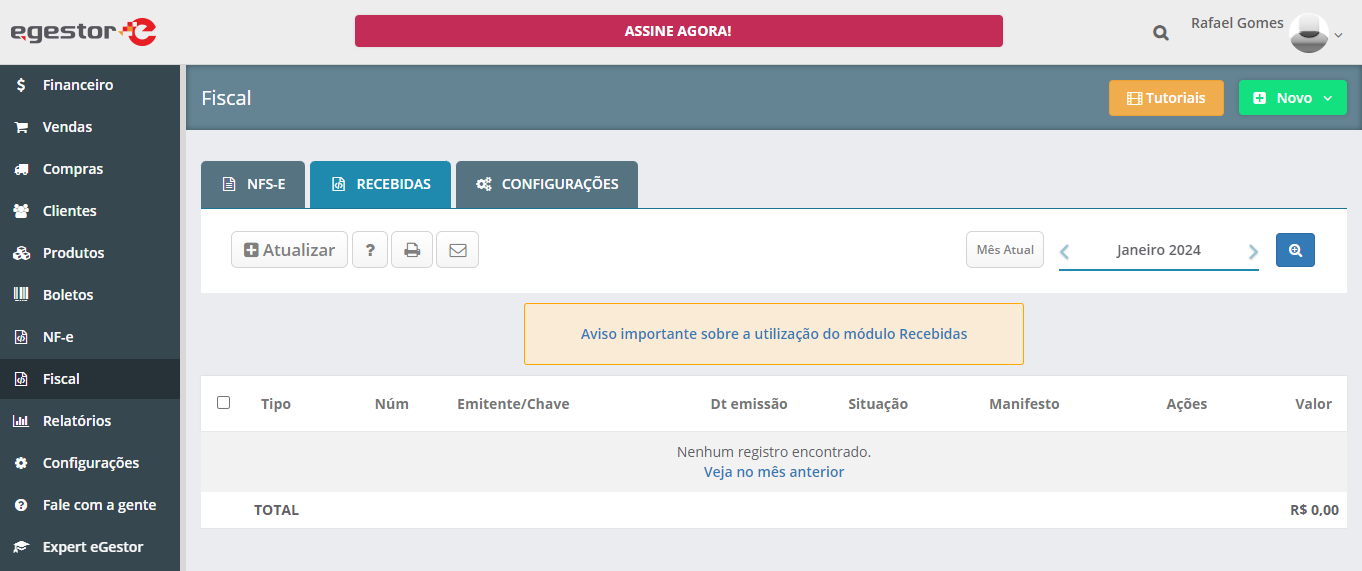 egestor
ASSINE AGORA!
Rafael Gomes
Financeiro
Vendas
Compras
Clientes
Produtos
Boletos
NF-e
Fiscal
Relatórios
Configurações
Fale com a gente
Expert eGestor
Fiscal
Tutoriais
Novo
NFS-E
RECEBIDAS
CONFIGURAÇÕES
Atualizar
?
Mês Atual
Janeiro 2024
Aviso importante sobre a utilização do módulo Recebidas
Tipo Núm Emitente/Chave Dt emissão Situação Manifesto Ações Valor
Nenhum registro encontrado.
Veja no mês anterior
TOTAL R$ 0,00